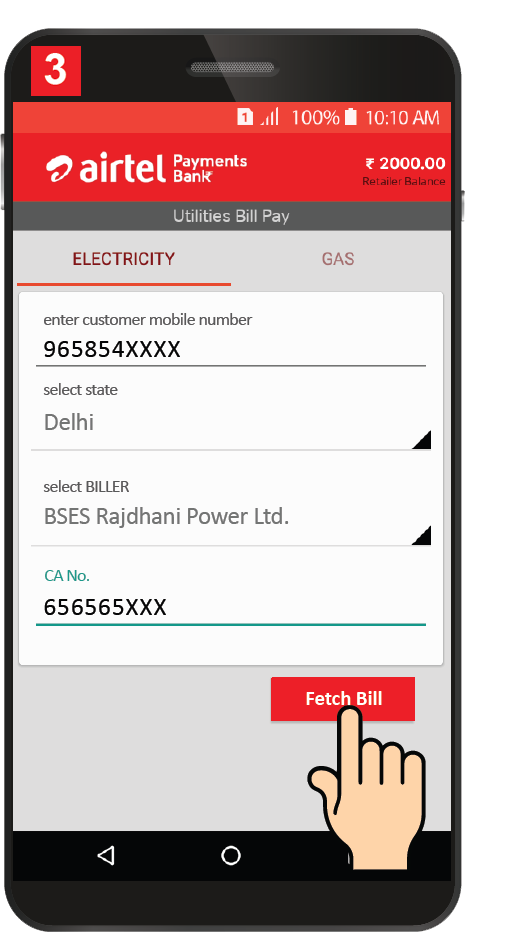 3
1 100% 10:10 AM
airtel Payments Bank
₹ 2000.00
Retailer Balance
Utilities Bill Pay
ELECTRICITY GAS
enter customer mobile number
965854XXXX
select state
Delhi
select BILLER
BSES Rajdhani Power Ltd.
CA No.
656565XXX
Fetch Bill